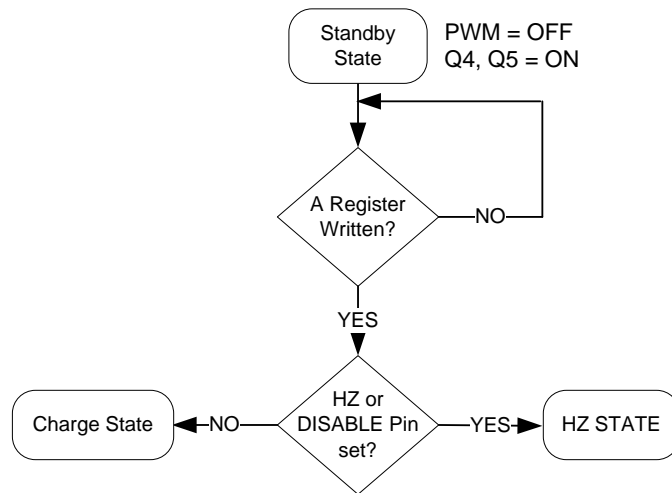 Standby
State
PWM = OFF
Q4, Q5 = ON
A Register
Written?
NO
YES
HZ or
DISABLE Pin
set?
Charge State
NO
YES
HZ STATE